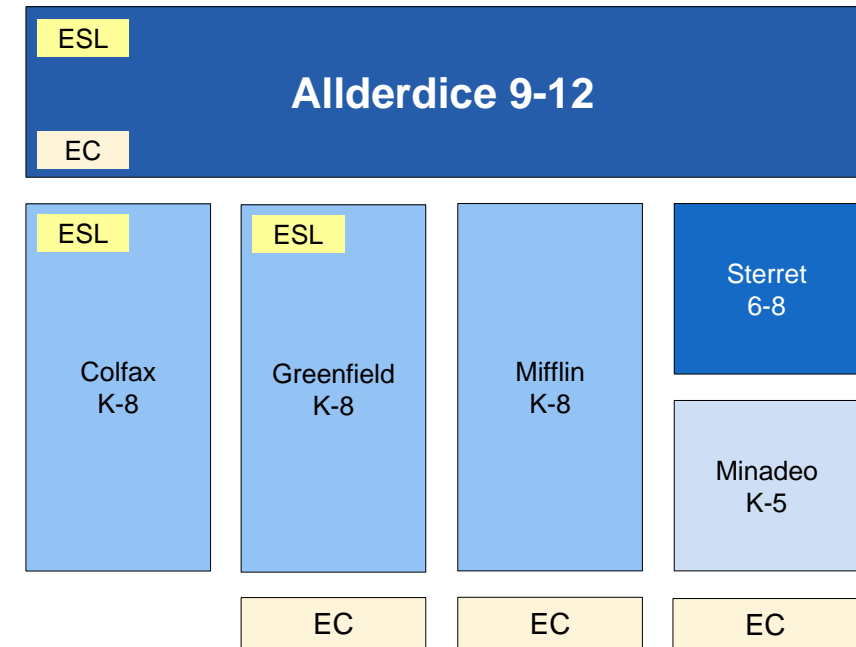 ESL
Allderdice 9-12
EC
ESL
Colfax
K-8
ESL
Greenfield
K-8
Mifflin
K-8
Sterret
6-8
Minadeo
K-5
EC
EC
EC